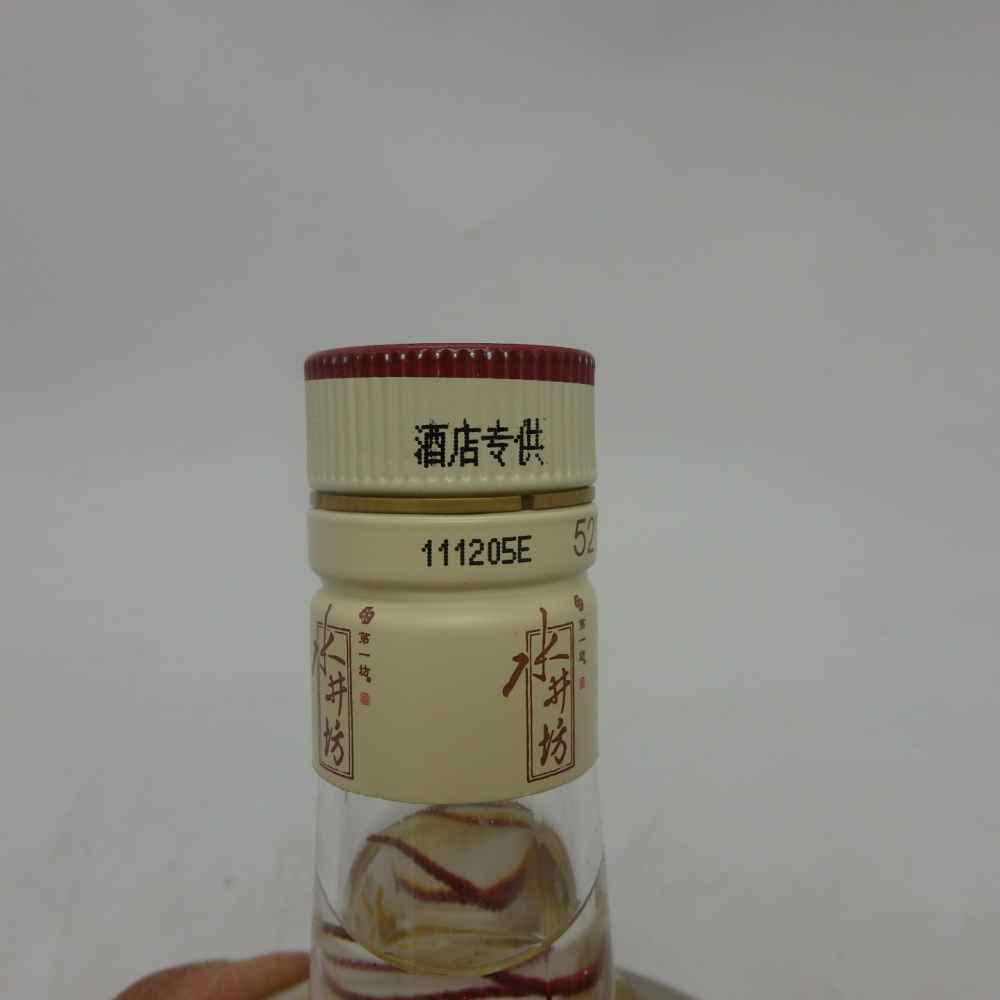 酒店专供
111205E
52
水井坊
第一坊
水井坊
第一坊